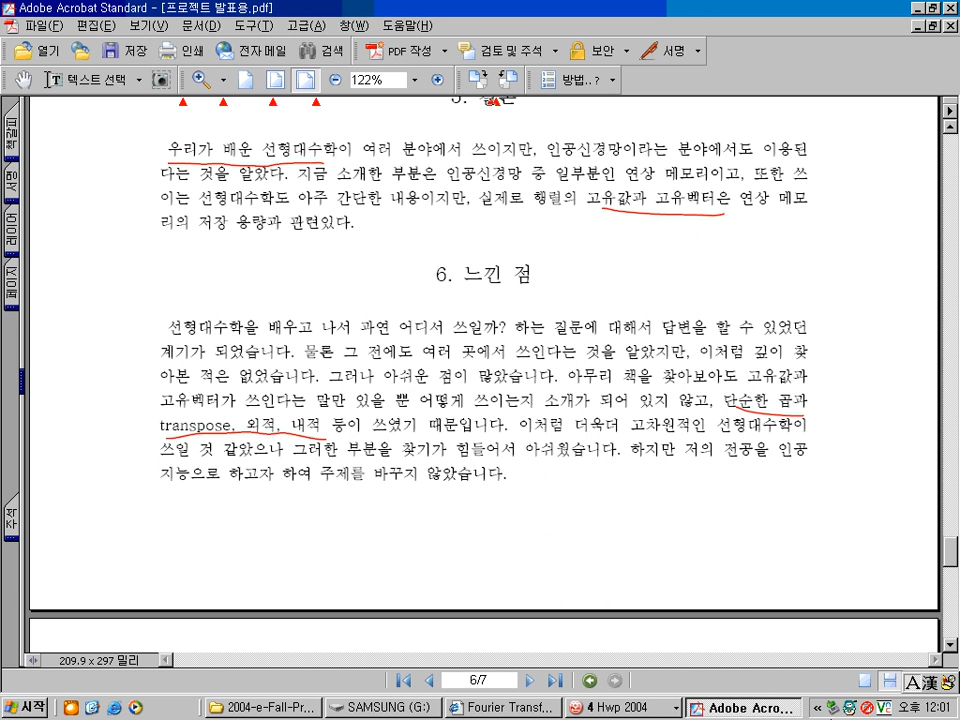 Adobe Acrobat Standard - [프로젝트 발표용.pdf]
파일(F) 편집(E) 보기(V) 문서(D) 도구(T) 고급(A) 창(W) 도움말(H)
열기 저장 인쇄 전자 메일 검색 PDF 작성 검토 및 주석 보안 서명
텍스트 선택 122% 방법..?
책갈피
서명
레이어
페이지
주석
우리가 배운 선형대수학이 여러 분야에서 쓰이지만, 인공신경망이라는 분야에서도 이용된
다는 것을 알았다. 지금 소개한 부분은 인공신경망 중 일부분인 연상 메모리이고, 또한 쓰
이는 선형대수학도 아주 간단한 내용이지만, 실제로 행렬의 고유값과 고유벡터은 연상 메모
리의 저장 용량과 관련있다.
6. 느낀 점
선형대수학을 배우고 나서 과연 어디서 쓰일까? 하는 질문에 대해서 답변을 할 수 있었던
계기가 되었습니다. 물론 그 전에도 여러 곳에서 쓰인다는 것을 알았지만, 이처럼 깊이 찾
아본 적은 없었습니다. 그러나 아쉬운 점이 많았습니다. 아무리 책을 찾아보아도 고유값과
고유벡터가 쓰인다는 말만 있을 뿐 어떻게 쓰이는지 소개가 되어 있지 않고, 단순한 곱과
transpose, 외적, 내적 등이 쓰였기 때문입니다. 이처럼 더욱더 고차원적인 선형대수학이
쓰일 것 같았으나 그러한 부분을 찾기가 힘들어서 아쉬웠습니다. 하지만 저의 전공을 인공
지능으로 하고자 하여 주제를 바꾸지 않았습니다.
209.9 x 297 밀리
6/7
A漢
시작 2004-e-Fall-Pr... SAMSUNG (G:) Fourier Transf... 4 Hwp 2004 Adobe Acro... 오후 12:01